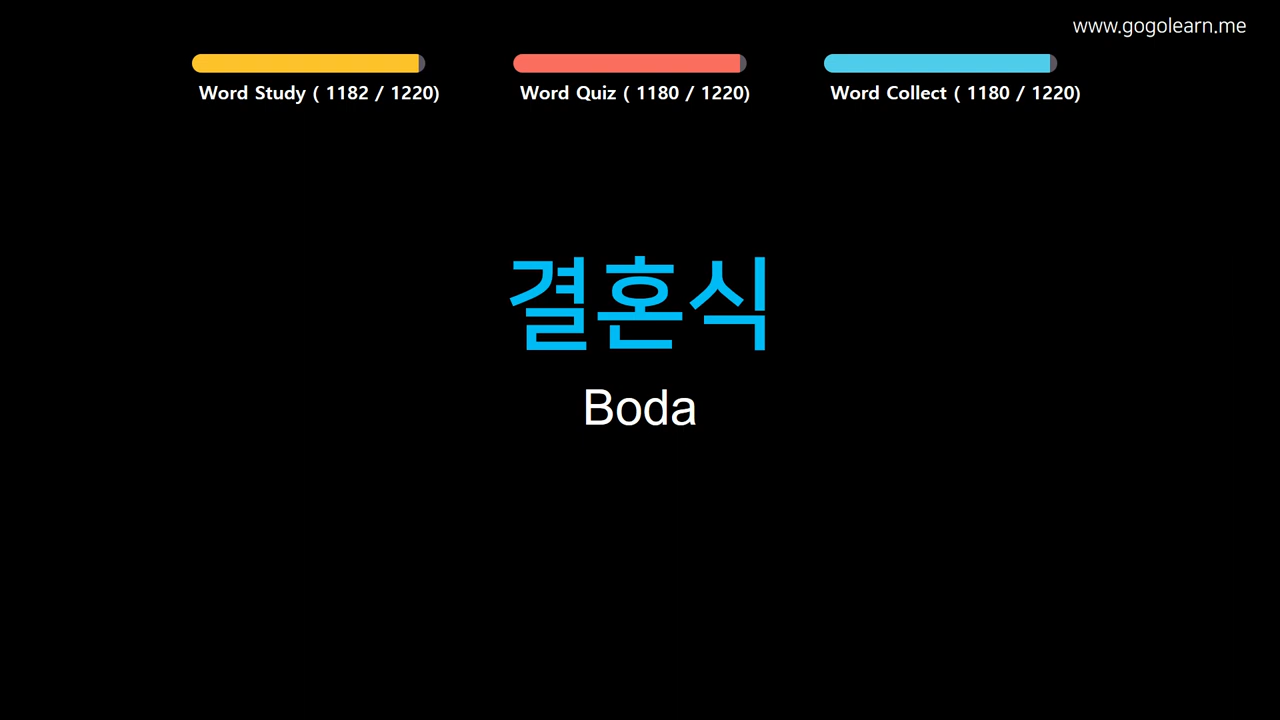 www.gogolearn.me
Word Study ( 1182 / 1220)
Word Quiz ( 1180 / 1220)
Word Collect ( 1180 / 1220)
결혼식
Boda